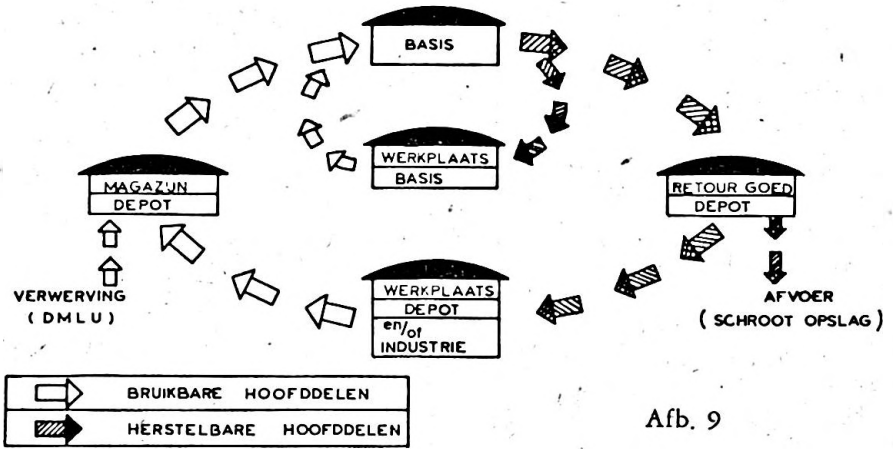 BASIS
WERKPLAATS
BASIS
MAGAZIJN
DEPOT
RETOUR GOED
DEPOT
VERWERVING
(DMLU)
WERKPLAATS
DEPOT
en/of
INDUSTRIE
AFVOER
(SCHROOT OPSLAG)
BRUIKBARE HOOFDDELEN
HERSTELBARE HOOFDDELEN
Afb. 9